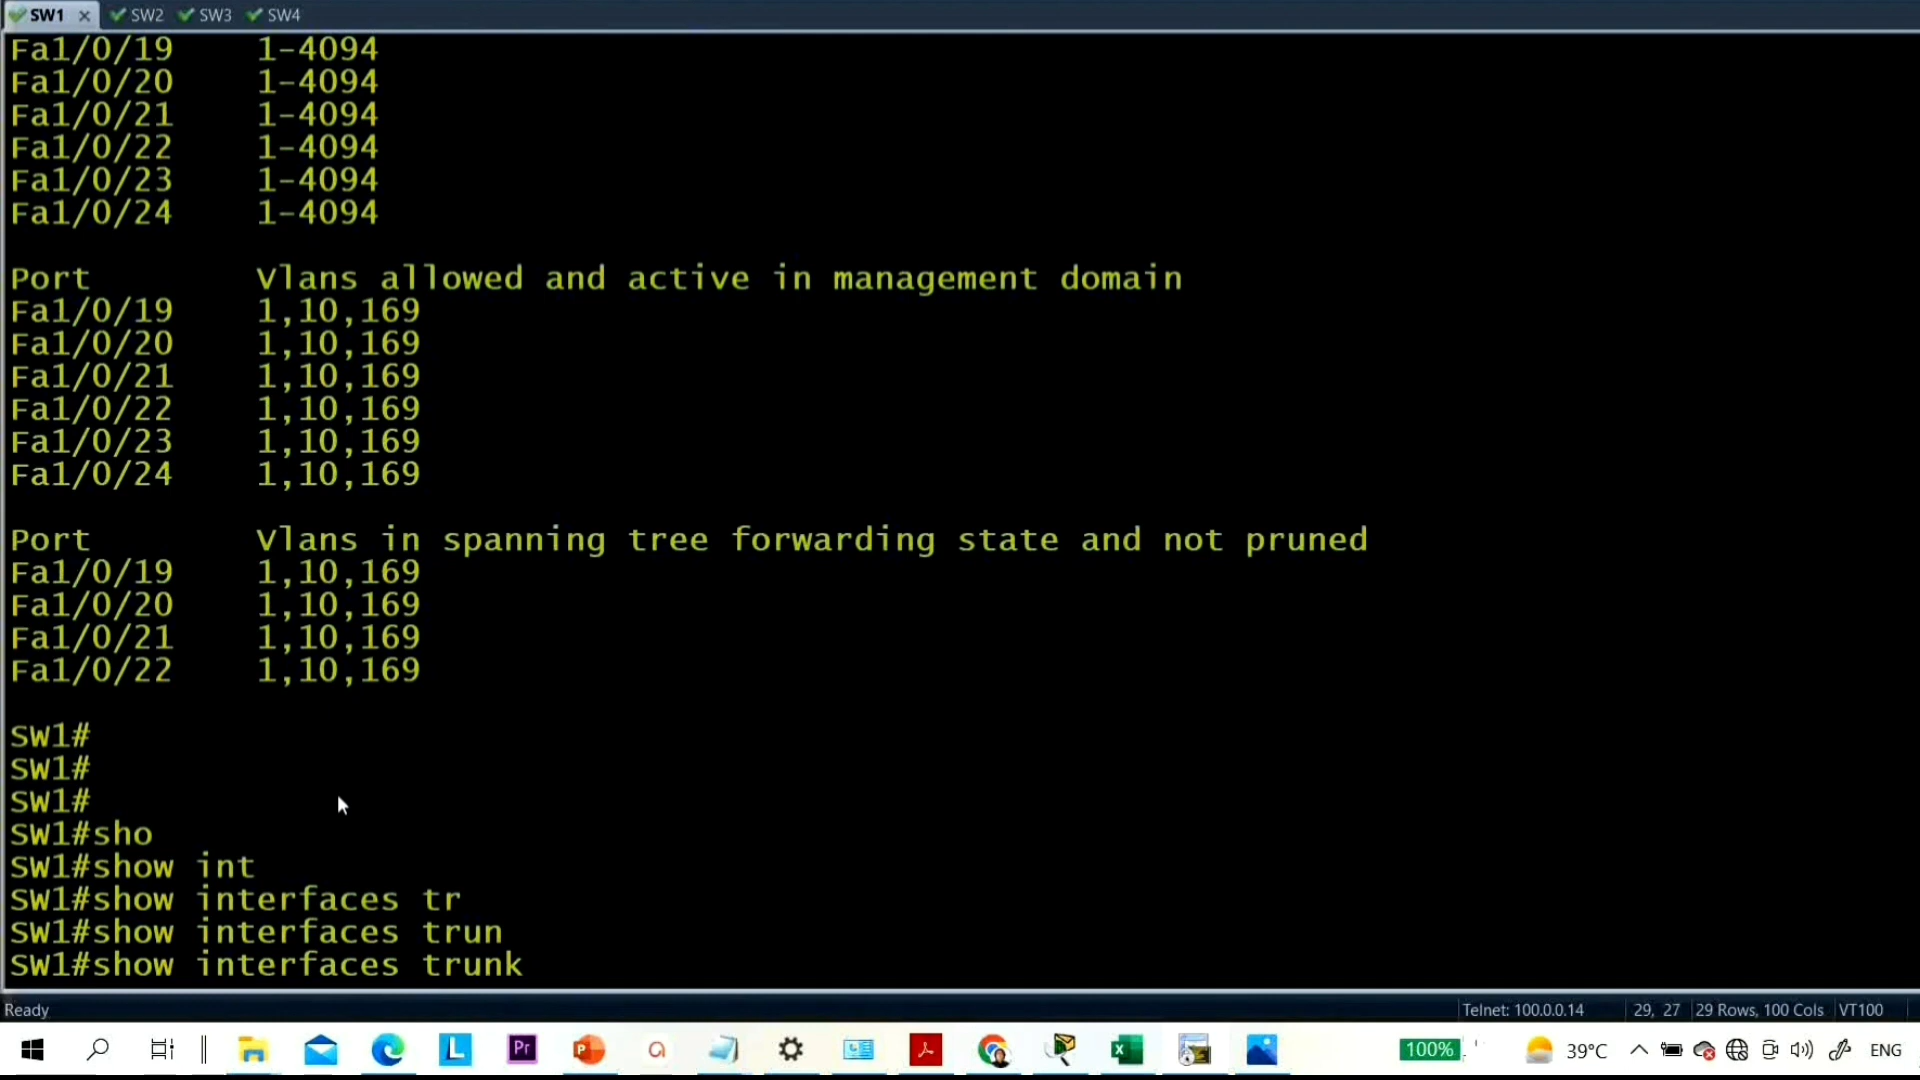 SW1 × SW2 SW3 SW4
Fa1/0/19 1-4094
Fa1/0/20 1-4094
Fa1/0/21 1-4094
Fa1/0/22 1-4094
Fa1/0/23 1-4094
Fa1/0/24 1-4094
Port Vlans allowed and active in management domain
Fa1/0/19 1,10,169
Fa1/0/20 1,10,169
Fa1/0/21 1,10,169
Fa1/0/22 1,10,169
Fa1/0/23 1,10,169
Fa1/0/24 1,10,169
Port Vlans in spanning tree forwarding state and not pruned
Fa1/0/19 1,10,169
Fa1/0/20 1,10,169
Fa1/0/21 1,10,169
Fa1/0/22 1,10,169
SW1#
SW1#
SW1#
SW1#sho
SW1#show int
SW1#show interfaces tr
SW1#show interfaces trun
SW1#show interfaces trunk
Ready Telnet: 100.0.0.14 29, 27 29 Rows, 100 Cols VT100
L Pr P X 100% 39°C ENG